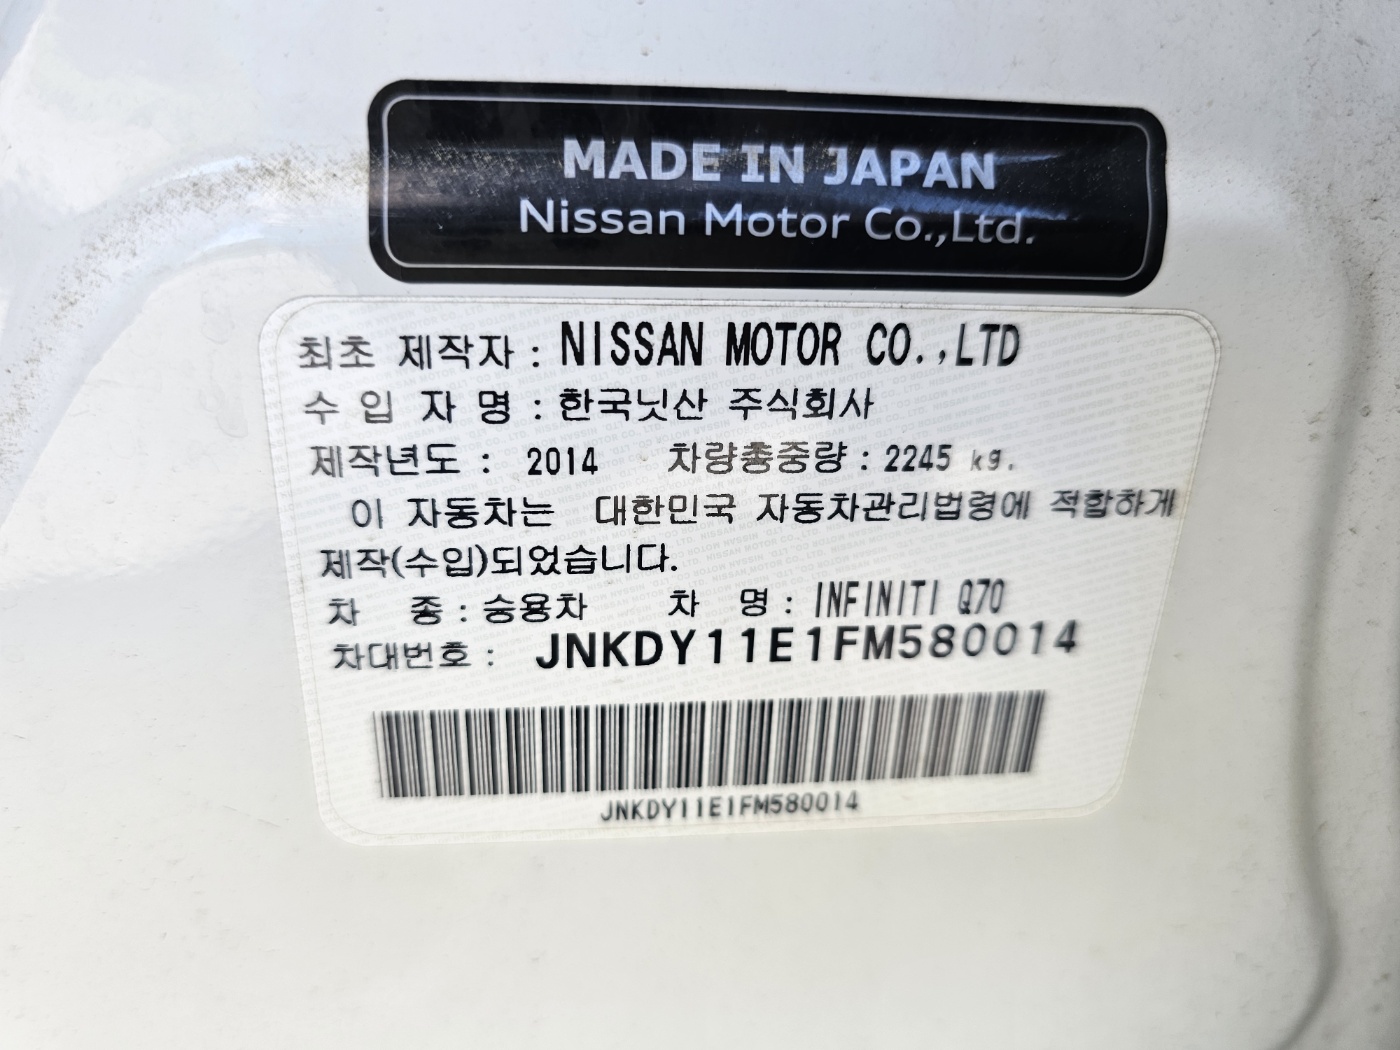 MADE IN JAPAN
Nissan Motor Co.,Ltd.
최초 제작자 : NISSAN MOTOR CO.,LTD
수 입 자 명 : 한국닛산 주식회사
제작년도 : 2014 차량총중량 : 2245 kg.
이 자동차는 대한민국 자동차관리법령에 적합하게
제작(수입)되었습니다.
차 종 : 승용차 차 명 : INFINITI Q70
차대번호 : JNKDY11E1FM580014
JNKDY11E1FM580014